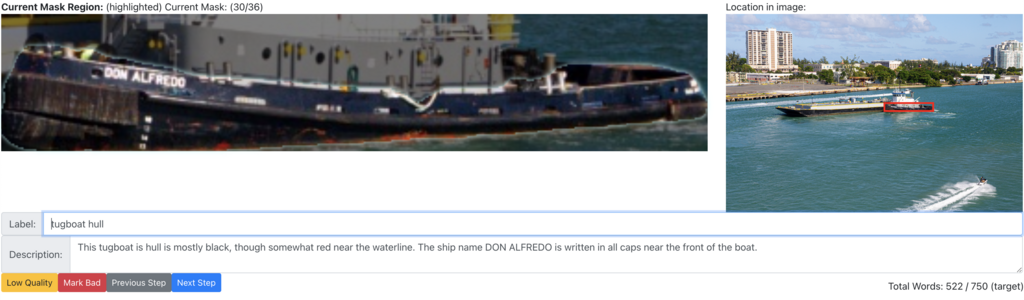 Current Mask Region: (highlighted) Current Mask: (30/36)
Location in image:
DON ALFREDO
Label: tugboat hull
Description: This tugboat is hull is mostly black, though somewhat red near the waterline. The ship name DON ALFREDO is written in all caps near the front of the boat.
Low Quality Mark Bad Previous Step Next Step
Total Words: 522 / 750 (target)